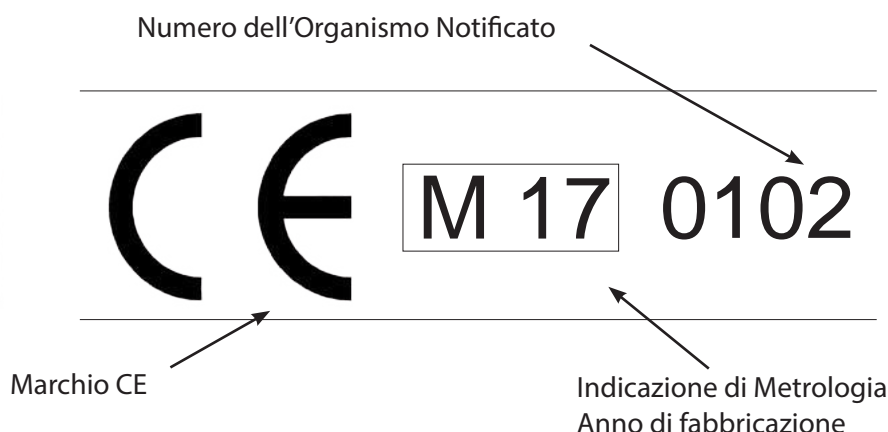 Numero dell’Organismo Notificato
CE M 17 0102
Marchio CE
Indicazione di Metrologia
Anno di fabbricazione